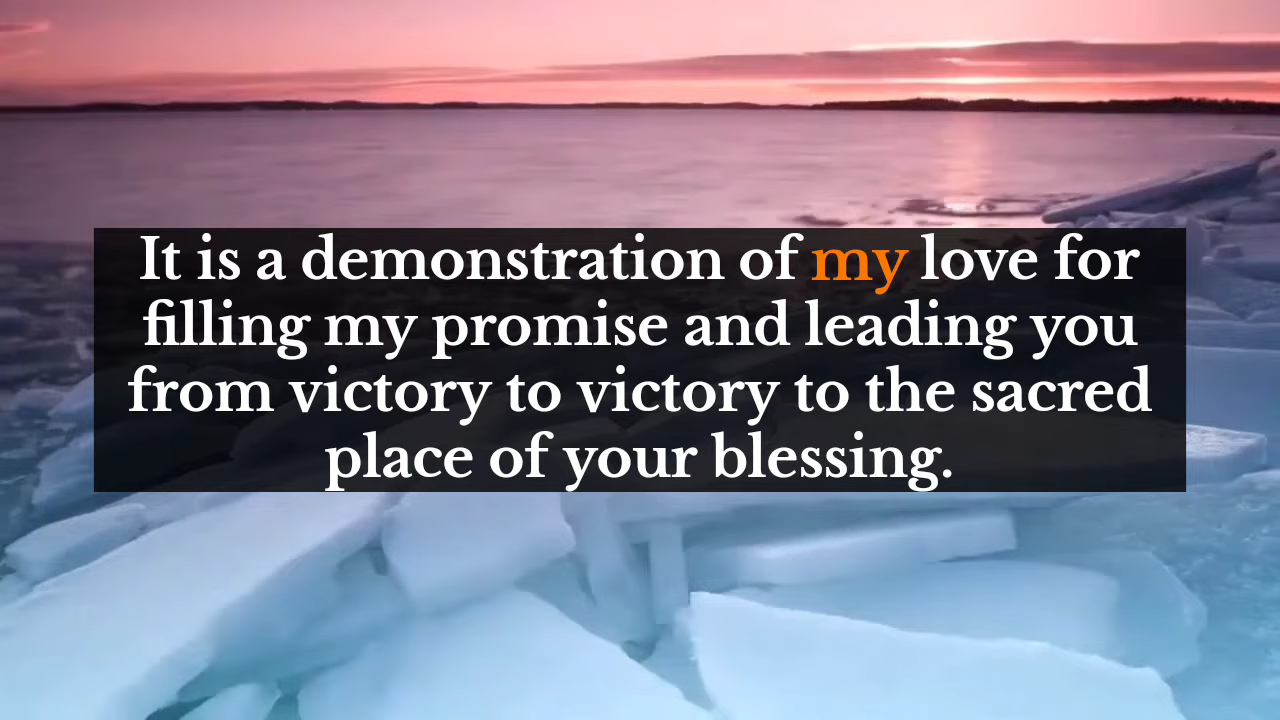 It is a demonstration of my love for
filling my promise and leading you
from victory to victory to the sacred
place of your blessing.